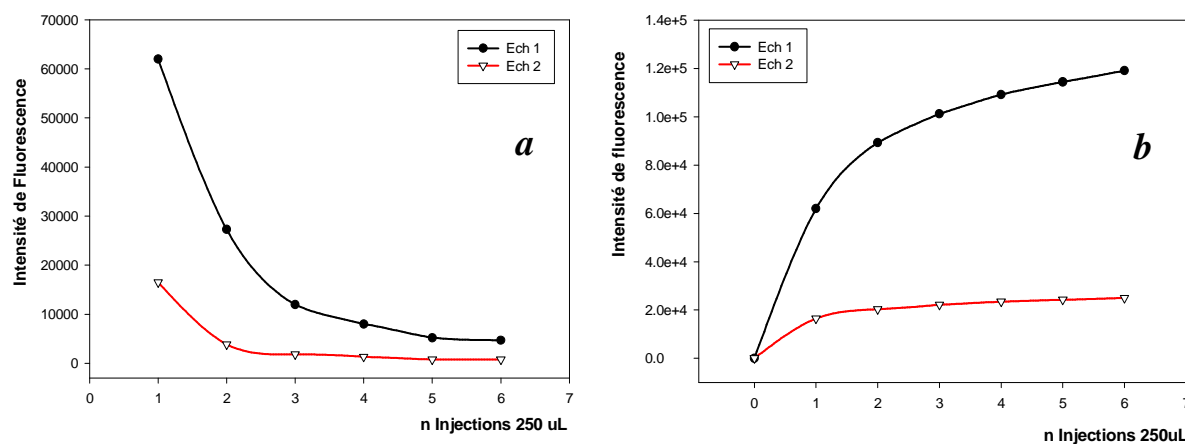 Intensité de Fluorescence
70000
60000
50000
40000
30000
20000
10000
0
Ech 1
Ech 2
a
0 1 2 3 4 5 6 7
n Injections 250 uL
Intensité de fluorescence
1.4e+5
1.2e+5
1.0e+5
8.0e+4
6.0e+4
4.0e+4
2.0e+4
0.0
Ech 1
Ech 2
b
0 1 2 3 4 5 6 7
n Injections 250uL